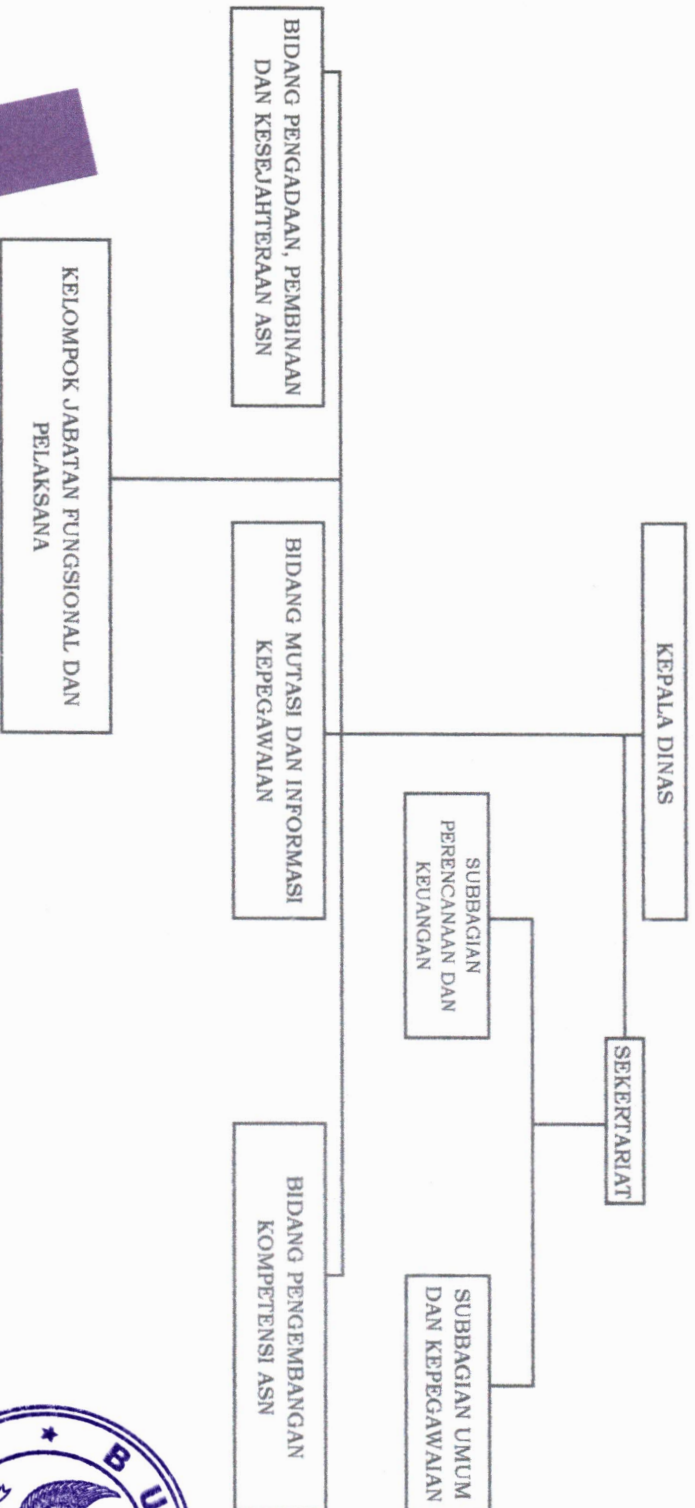 KEPALA DINAS
SEKERTARIAT
SUBBAGIAN
PERENCANAAN DAN
KEUANGAN
SUBBAGIAN UMUM
DAN KEPEGAWAIAN
BIDANG PENGADAAN, PEMBINAAN
DAN KESEJAHTERAAN ASN
BIDANG MUTASI DAN INFORMASI
KEPEGAWAIAN
BIDANG PENGEMBANGAN
KOMPETENSI ASN
KELOMPOK JABATAN FUNGSIONAL DAN
PELAKSANA